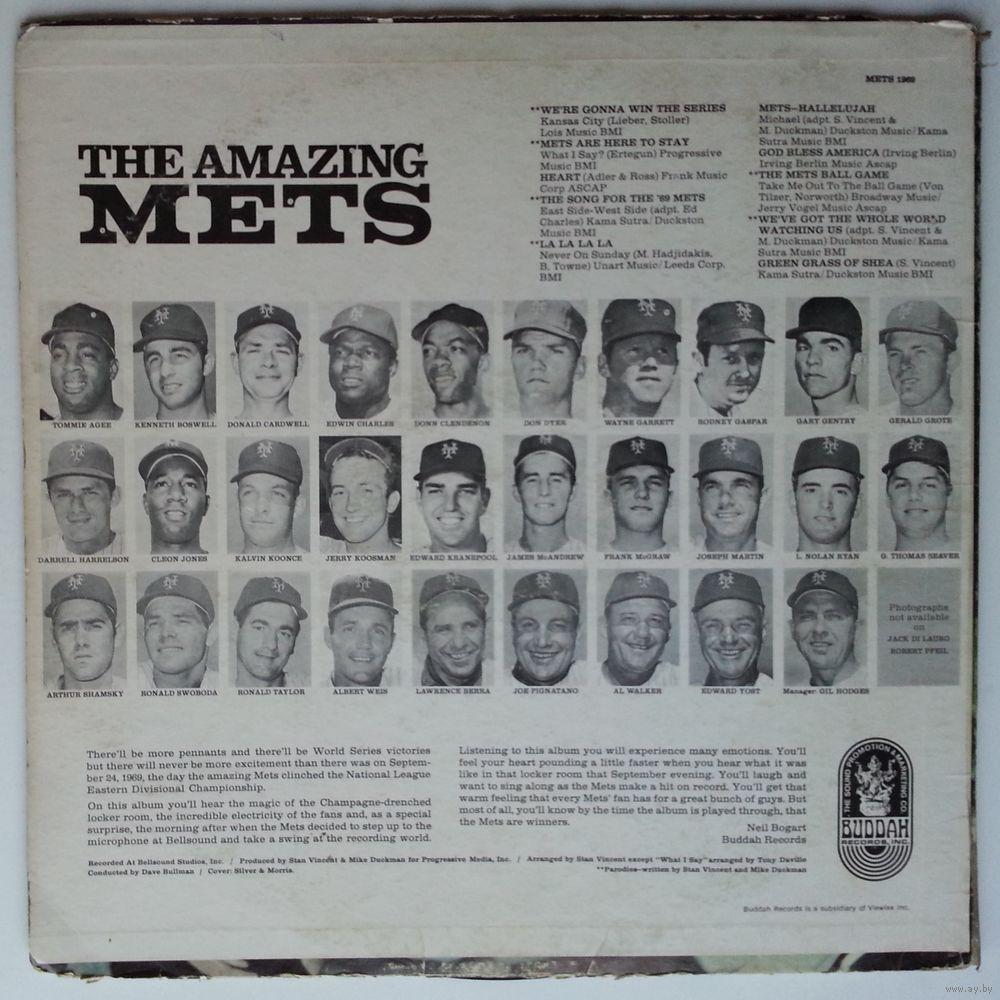 METS 1969
THE AMAZING
METS
**WE'RE GONNA WIN THE SERIES
Kansas City (Lieber, Stoller)
Lois Music BMI
**METS ARE HERE TO STAY
What I Say? (Ertegun) Progressive
Music BMI
HEART (Adler & Ross) Frank Music
Corp ASCAP
**THE SONG FOR THE '69 METS
East Side-West Side (adpt. Ed
Charles) Kama Sutra/Duckston
Music BMI
**LA LA LA LA
Never On Sunday (M. Hadjidakis,
B. Towne) Unart Music/Leeds Corp.
BMI
METS-HALLELUJAH
Michael (adpt. S. Vincent &
M. Duckman) Duckston Music/Kama
Sutra Music BMI
GOD BLESS AMERICA (Irving Berlin)
Irving Berlin Music Ascap
**THE METS BALL GAME
Take Me Out To The Ball Game (Von
Tilzer, Norworth) Broadway Music/
Jerry Vogel Music Ascap
**WE'VE GOT THE WHOLE WORLD
WATCHING US (adpt. S. Vincent &
M. Duckman) Duckston Music/Kama
Sutra Music BMI
GREEN GRASS OF SHEA (S. Vincent)
Kama Sutra/Duckston Music BMI
TOMMIE AGEE KENNETH BOSWELL DONALD CARDWELL EDWIN CHARLES DONN CLENDENON DON DYER WAYNE GARRETT RODNEY GASPAR GARY GENTRY GERALD GROTE
DARRELL HARRELSON CLEON JONES KALVIN KOONCE JERRY KOOSMAN EDWARD KRANEPOOL JAMES McANDREW FRANK McGRAW JOSEPH MARTIN L. NOLAN RYAN G. THOMAS SEAVER
Photographs
not available
on
JACK DI LAURO
ROBERT PFEIL
ARTHUR SHAMSKY RONALD SWOBODA RONALD TAYLOR ALBERT WEIS LAWRENCE BERRA JOE PIGNATANO AL WALKER EDWARD YOST Manager: GIL HODGES
There'll be more pennants and there'll be World Series victories
but there will never be more excitement than there was on Septem-
ber 24, 1969, the day the amazing Mets clinched the National League
Eastern Divisional Championship.
On this album you'll hear the magic of the Champagne-drenched
locker room, the incredible electricity of the fans and, as a special
surprise, the morning after when the Mets decided to step up to the
microphone at Bellsound and take a swing at the recording world.
Listening to this album you will experience many emotions. You'll
feel your heart pounding a little faster when you hear what it was
like in that locker room that September evening. You'll laugh and
want to sing along as the Mets make a hit on record. You'll get that
warm feeling that every Mets' fan has for a great bunch of guys. But
most of all, you'll know by the time the album is played through, that
the Mets are winners.
Neil Bogart
Buddah Records
THE SOUND PROMOTION & MARKETING CO.
BUDDAH
RECORDS, INC.
Recorded At Bellsound Studios, Inc. / Produced by Stan Vincent & Mike Duckman for Progressive Media, Inc. / Arranged by Stan Vincent except "What I Say" arranged by Tony Davillo
Conducted by Dave Bullman / Cover: Silver & Morris.
**Parodies-written by Stan Vincent and Mike Duckman
Buddah Records is a subsidiary of Viewlex Inc.
www.ay.by